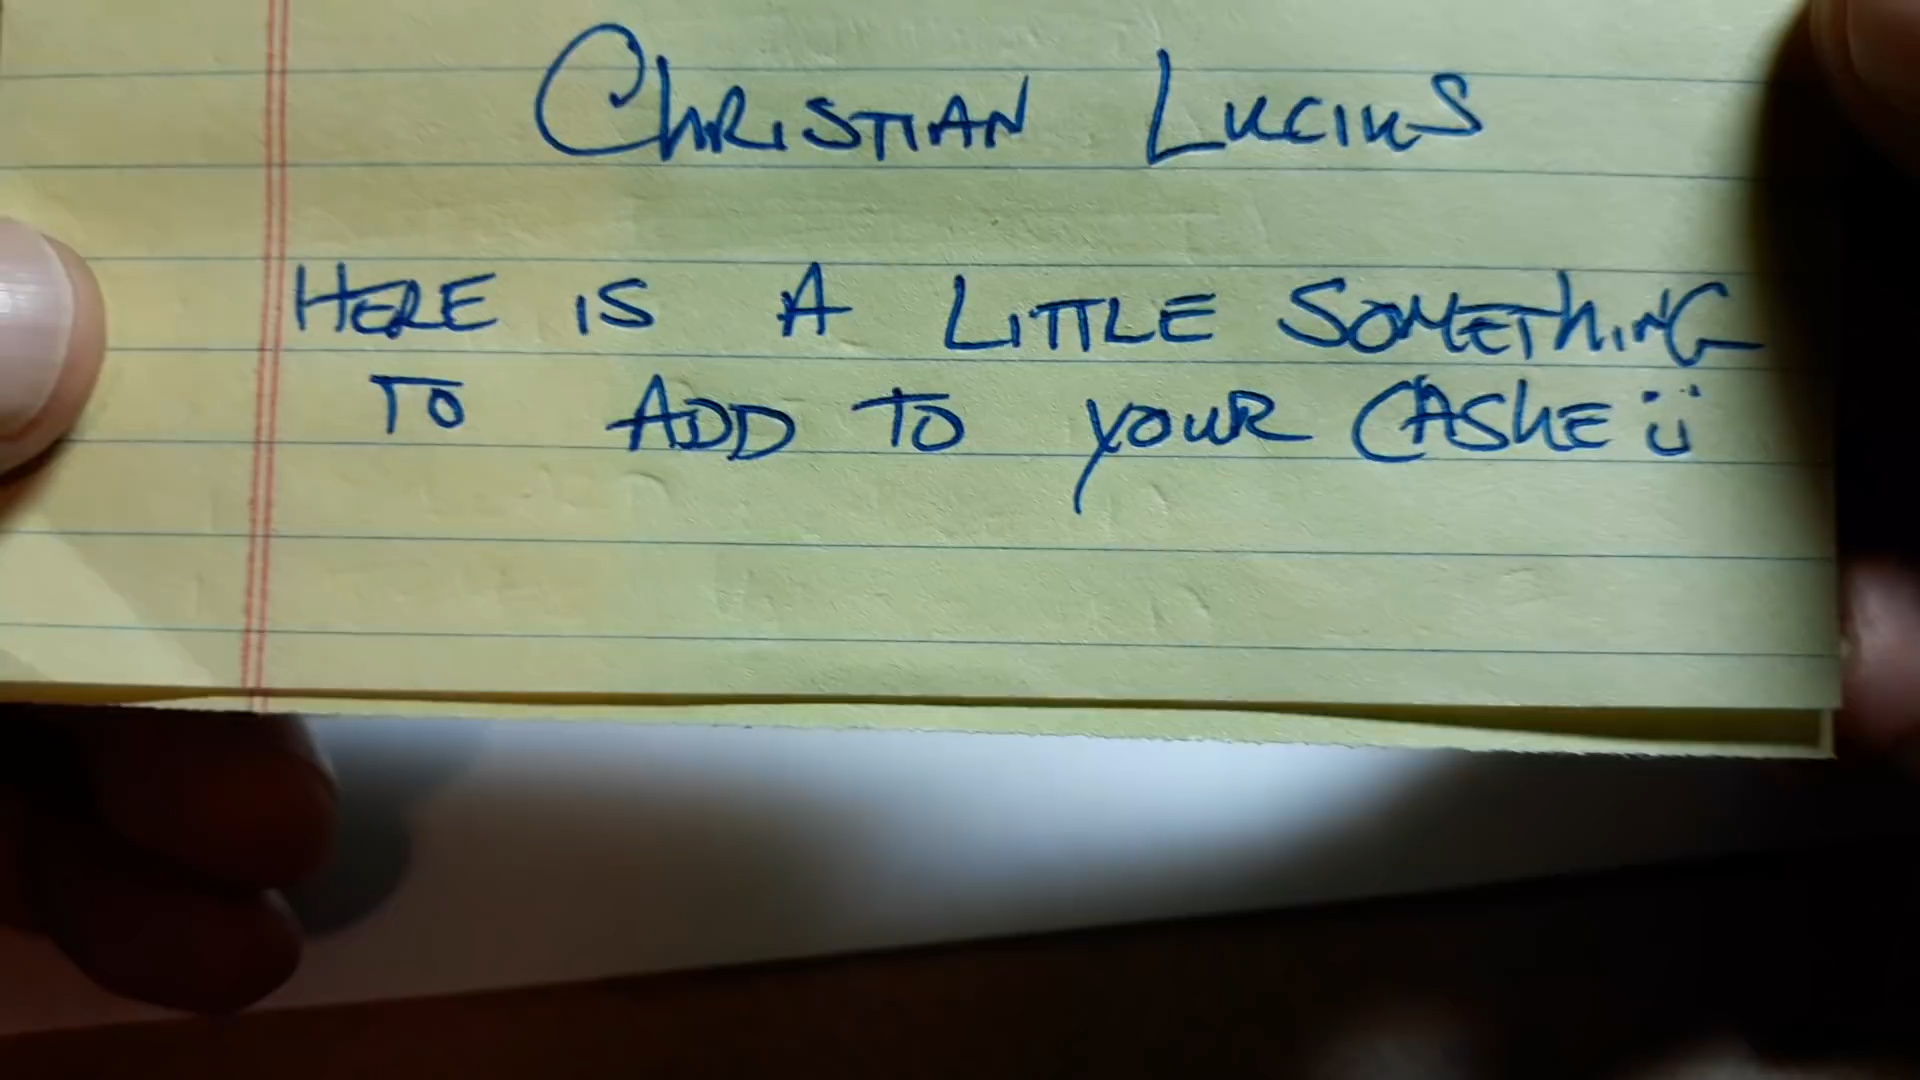 Christian Lucius
Here is a little something
to add to your cashe ü